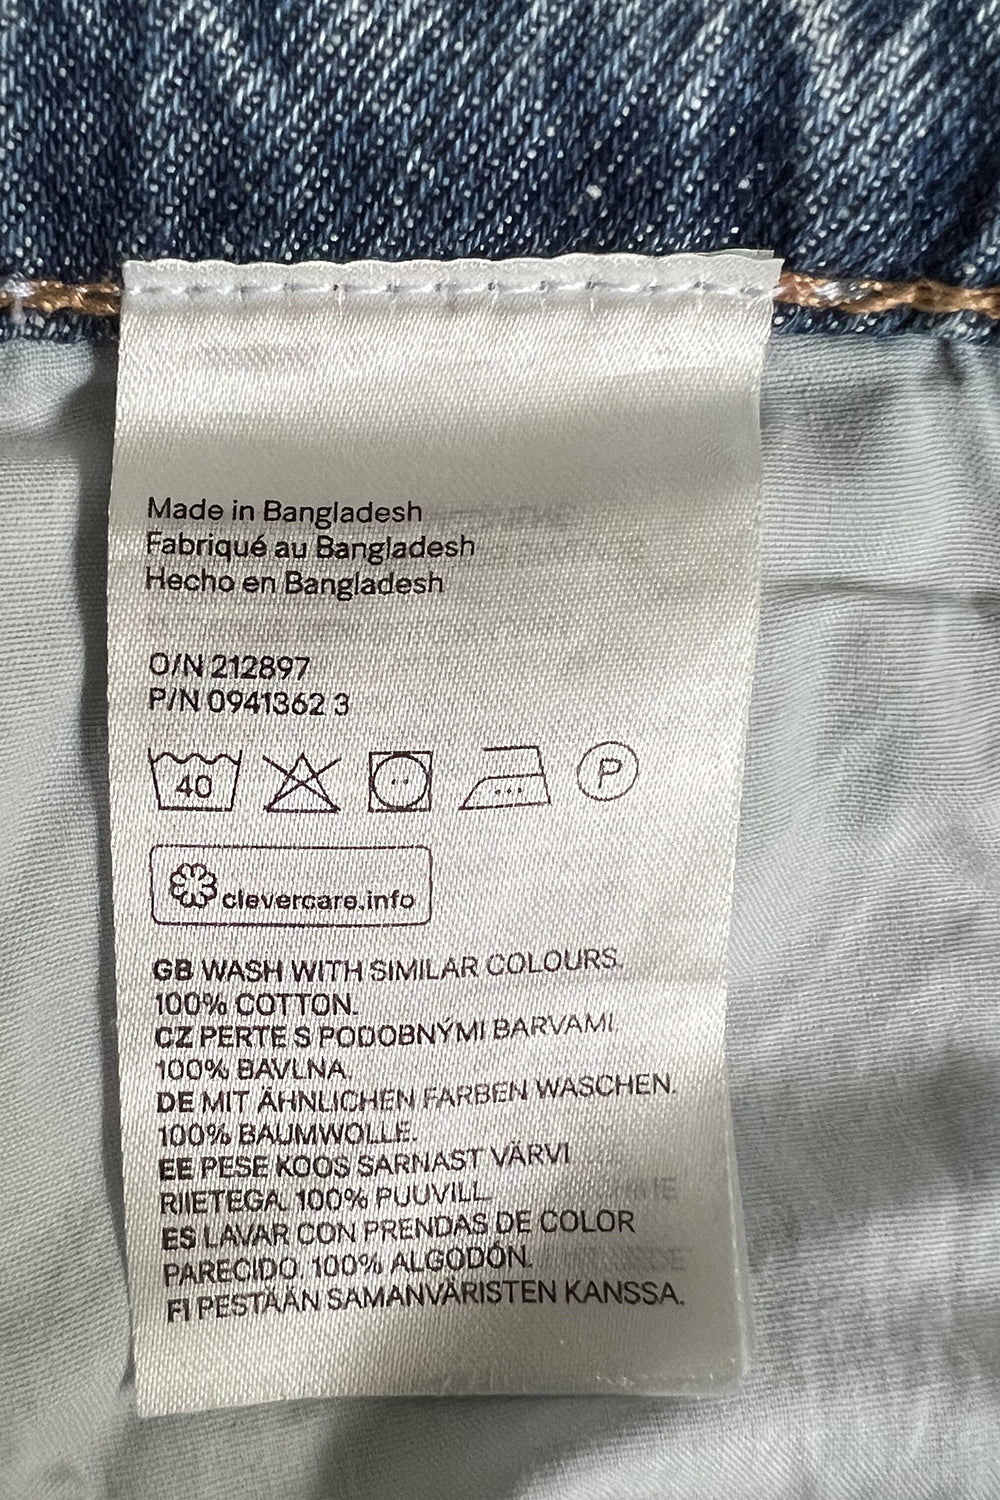 Made in Bangladesh
Fabriqué au Bangladesh
Hecho en Bangladesh
O/N 212897
P/N 0941362 3
40 P
clevercare.info
GB WASH WITH SIMILAR COLOURS.
100% COTTON.
CZ PERTE S PODOBNÝMI BARVAMI.
100% BAVLNA.
DE MIT ÄHNLICHEN FARBEN WASCHEN.
100% BAUMWOLLE.
EE PESE KOOS SARNAST VÄRVI
RIIETEGA. 100% PUUVILL.
ES LAVAR CON PRENDAS DE COLOR
PARECIDO. 100% ALGODÓN.
FI PESTÄÄN SAMANVÄRISTEN KANSSA.